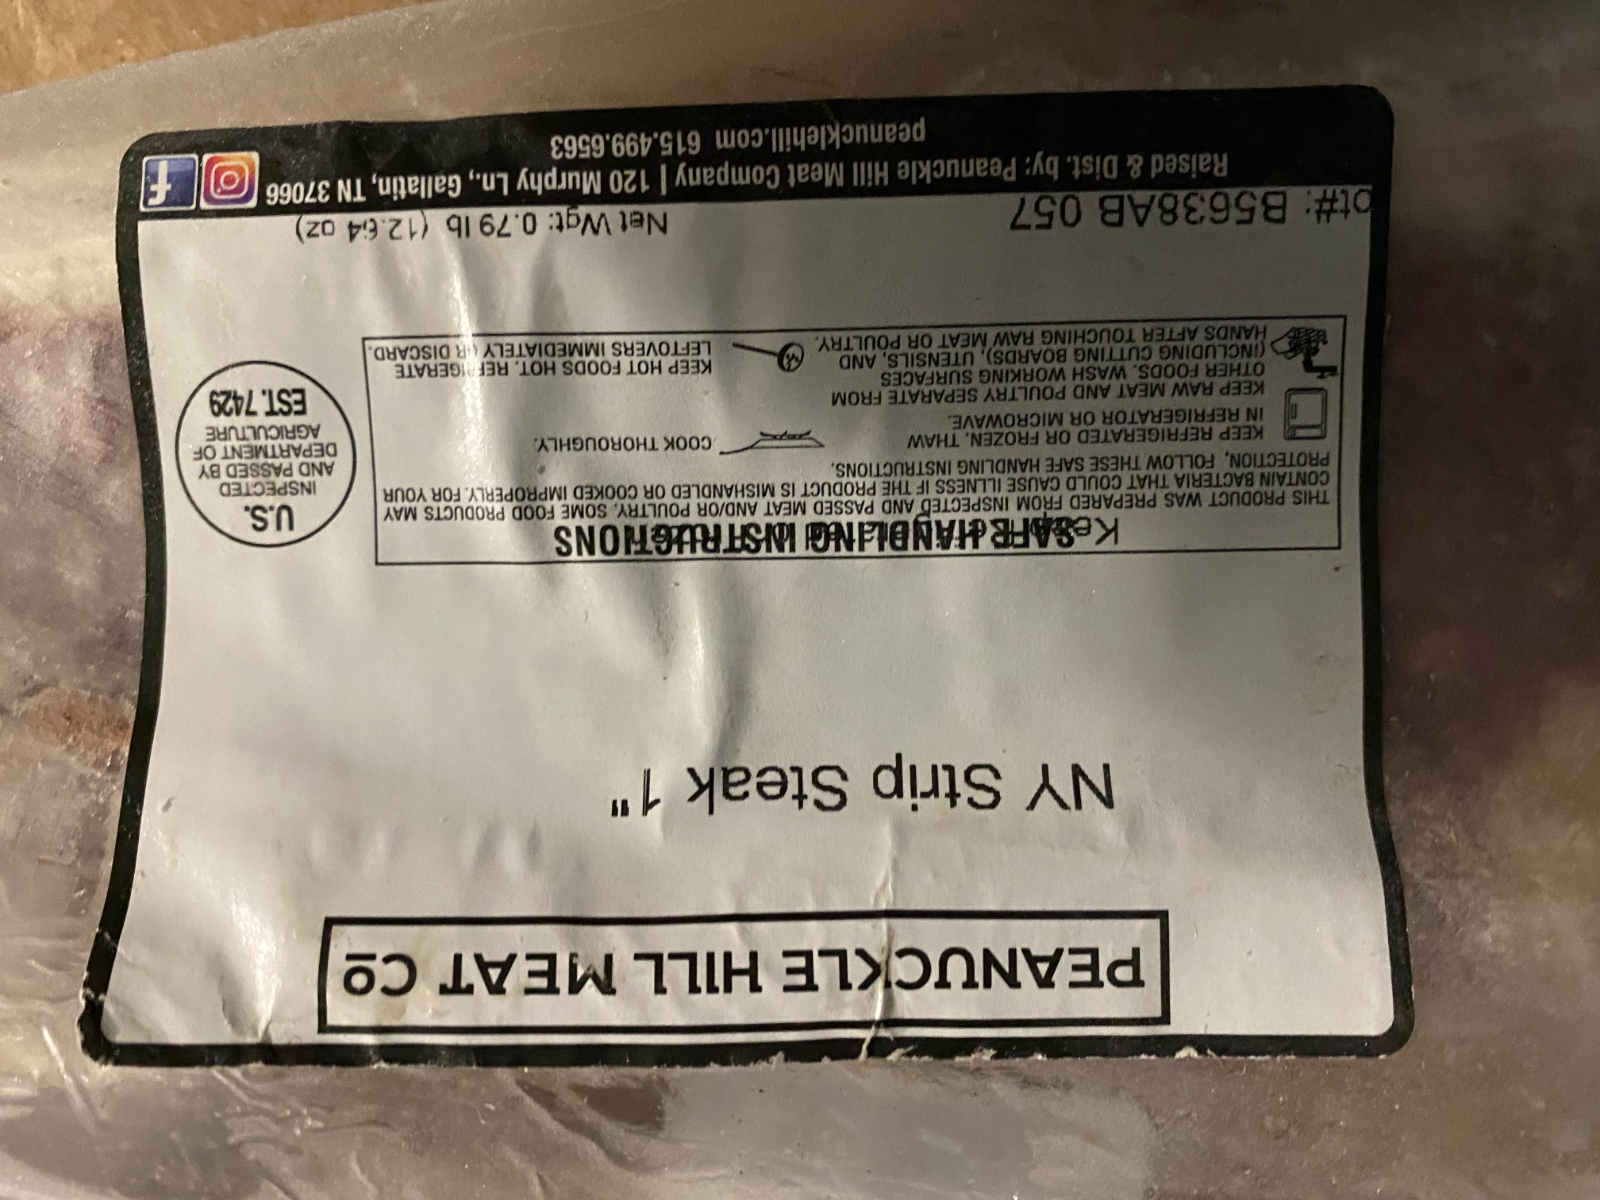 PEANUCKLE HILL MEAT CO
NY Strip Steak 1"
SAFE HANDLING INSTRUCTIONS
Keep Refrigerated or Frozen
THIS PRODUCT WAS PREPARED FROM INSPECTED AND PASSED MEAT AND/OR POULTRY. SOME FOOD PRODUCTS MAY
CONTAIN BACTERIA THAT COULD CAUSE ILLNESS IF THE PRODUCT IS MISHANDLED OR COOKED IMPROPERLY. FOR YOUR
PROTECTION, FOLLOW THESE SAFE HANDLING INSTRUCTIONS.
KEEP REFRIGERATED OR FROZEN. THAW
IN REFRIGERATOR OR MICROWAVE.
KEEP RAW MEAT AND POULTRY SEPARATE FROM
OTHER FOODS. WASH WORKING SURFACES
(INCLUDING CUTTING BOARDS), UTENSILS, AND
HANDS AFTER TOUCHING RAW MEAT OR POULTRY.
COOK THOROUGHLY.
KEEP HOT FOODS HOT. REFRIGERATE
LEFTOVERS IMMEDIATELY OR DISCARD.
U.S.
INSPECTED
AND PASSED BY
DEPARTMENT OF
AGRICULTURE
EST. 7429
ot#: B5638AB 057
Net Wgt: 0.79 lb (12.64 oz)
Raised & Dist. by: Peanuckle Hill Meat Company | 120 Murphy Ln., Gallatin, TN 37066
peanucklehill.com 615.499.6563